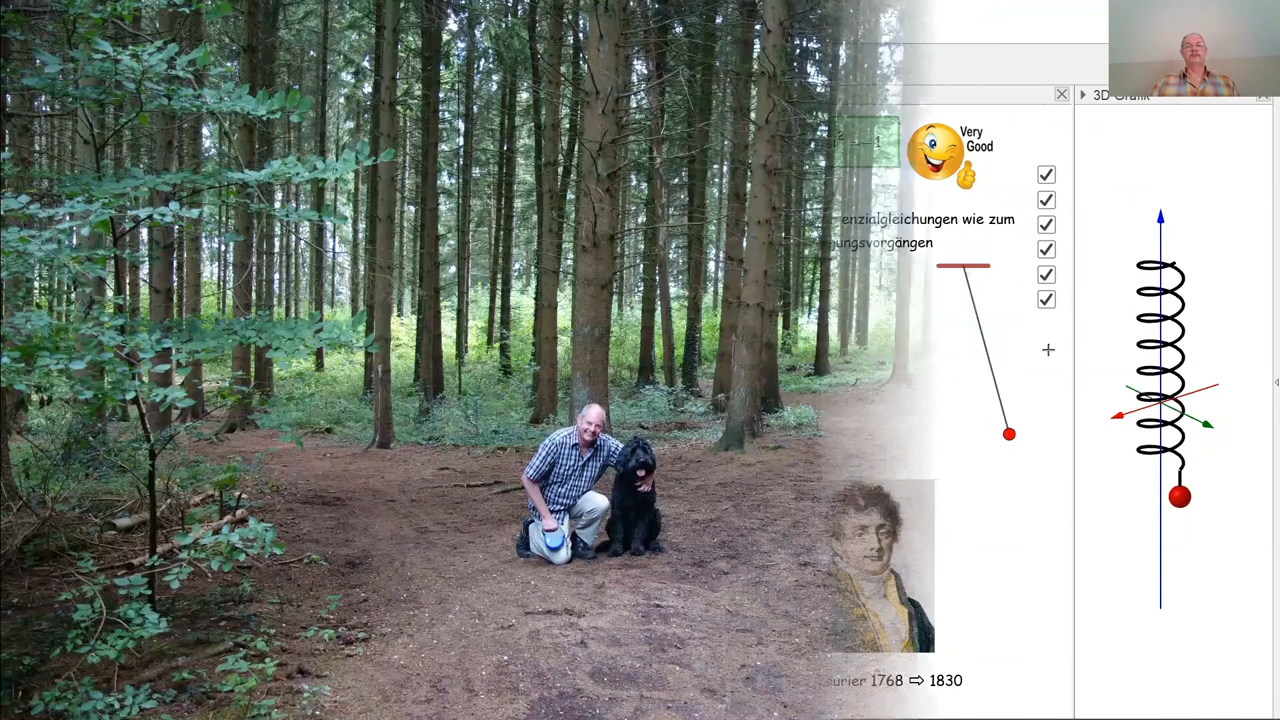 3D Grafik
Very
Good
enzialgleichungen wie zum
ungsvorgängen
urier 1768 ⇨ 1830